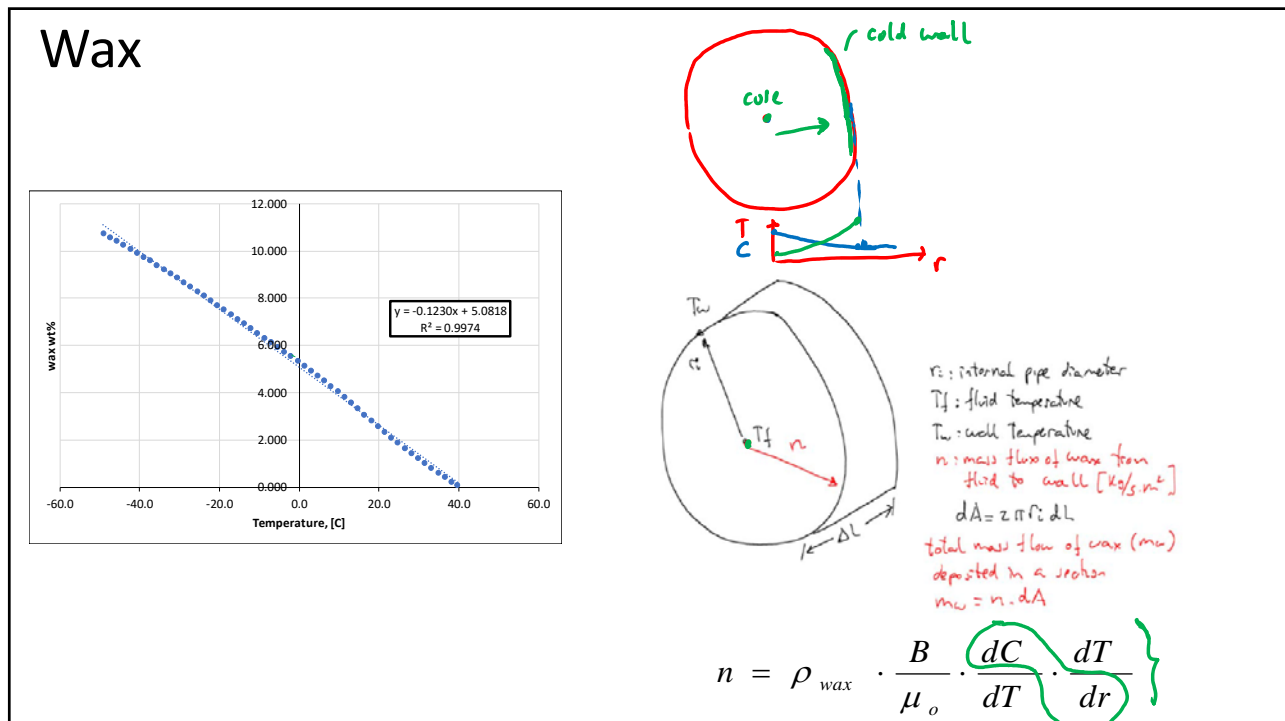 Wax
cold wall
core
T
C
r
12.000
10.000
8.000
6.000
4.000
2.000
0.000
-60.0 -40.0 -20.0 0.0 20.0 40.0 60.0
wax wt%
Temperature, [C]
y = -0.1230x + 5.0818
R² = 0.9974
Tw
ri
Tf
n
ΔL
ri: internal pipe diameter
Tf: fluid temperature
Tw: wall temperature
n: mass flux of wax from
fluid to wall [kg/s.m²]
dA = 2πri dL
total mass flow of wax (mw)
deposited in a section
mw = n.dA
n = ρwax · B/μo · dC/dT · dT/dr